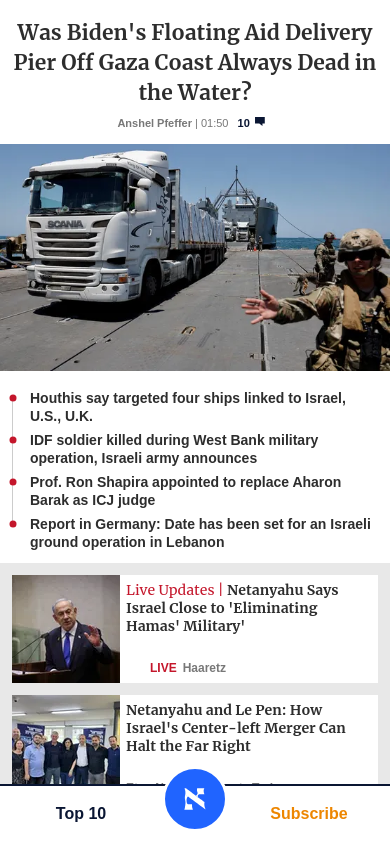 Was Biden's Floating Aid Delivery
Pier Off Gaza Coast Always Dead in
the Water?
Anshel Pfeffer | 01:50 10
SCANIA
Houthis say targeted four ships linked to Israel,
U.S., U.K.
IDF soldier killed during West Bank military
operation, Israeli army announces
Prof. Ron Shapira appointed to replace Aharon
Barak as ICJ judge
Report in Germany: Date has been set for an Israeli
ground operation in Lebanon
Live Updates | Netanyahu Says
Israel Close to 'Eliminating
Hamas' Military'
LIVE Haaretz
Netanyahu and Le Pen: How
Israel's Center-left Merger Can
Halt the Far Right
Top 10
Subscribe